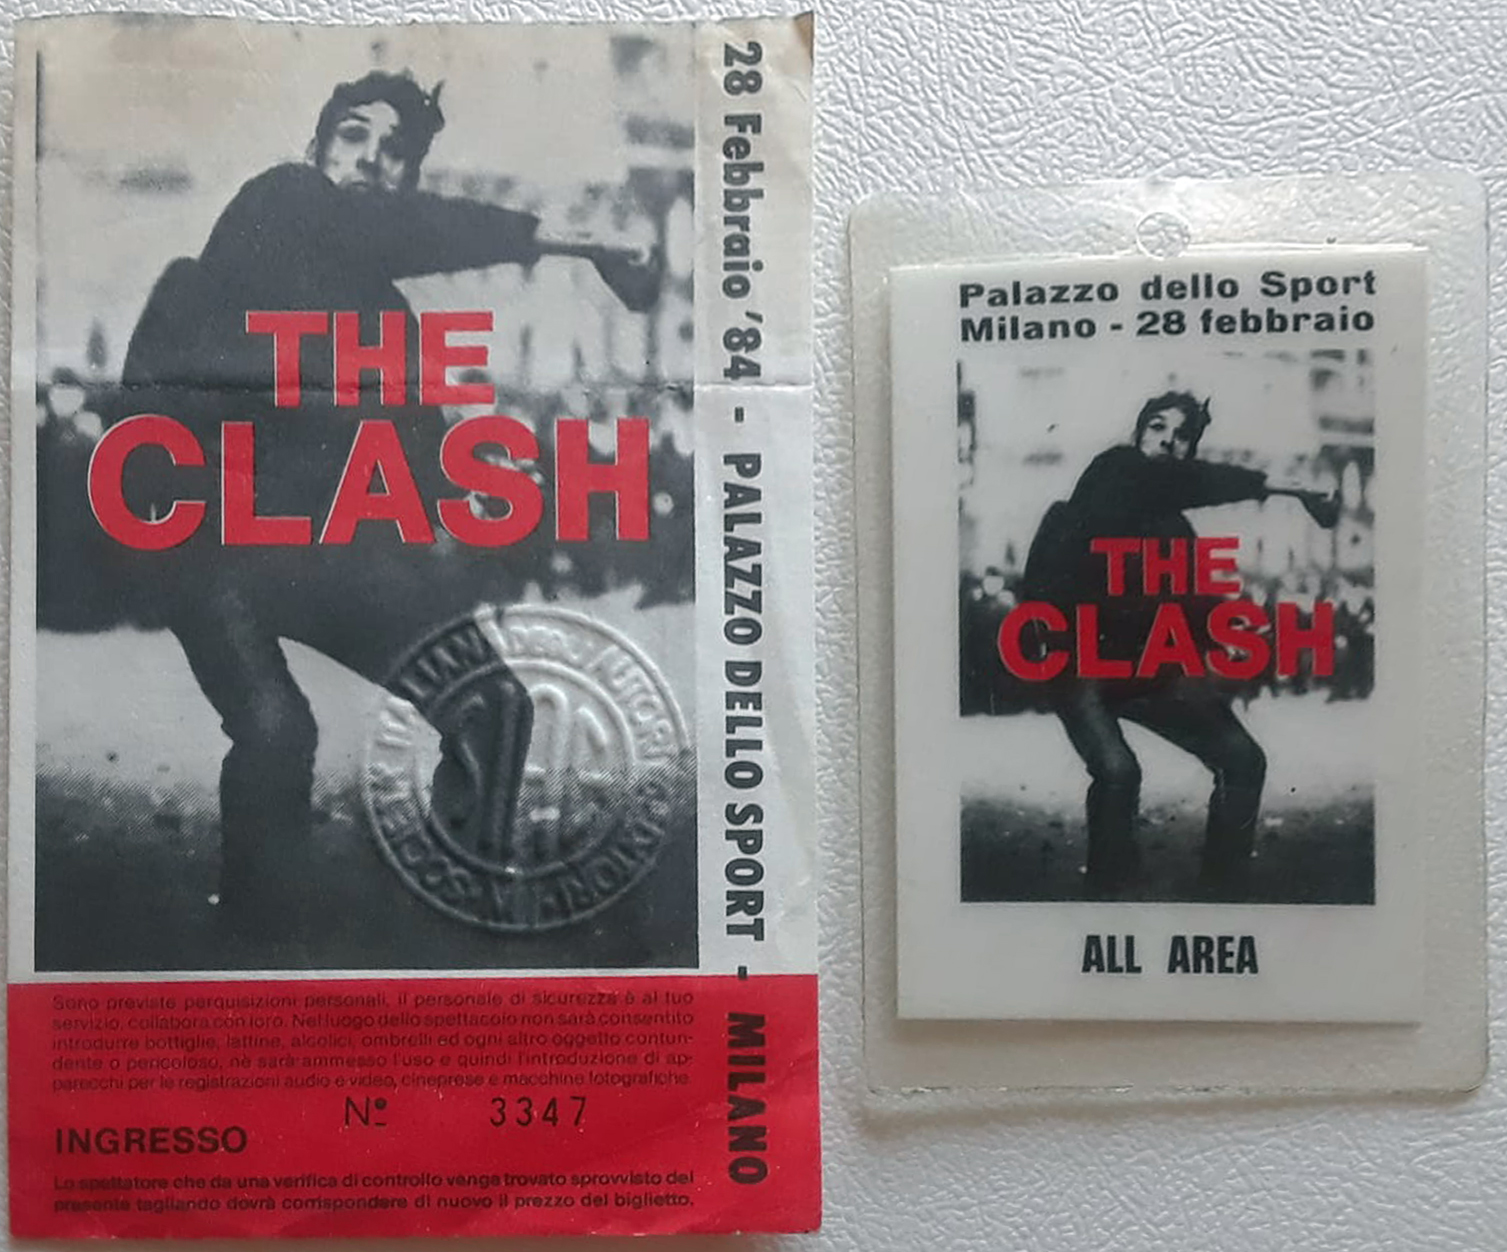 THE
CLASH
28 Febbraio '84 - PALAZZO DELLO SPORT - MILANO
Sono previste perquisizioni personali, il personale di sicurezza è al tuo
servizio, collabora con loro. Nel luogo dello spettacolo non sarà consentito
introdurre bottiglie, lattine, alcolici, ombrelli ed ogni altro oggetto contun-
dente o pericoloso, nè sarà ammesso l'uso e quindi l'introduzione di ap-
parecchi per le registrazioni audio e video, cineprese e macchine fotografiche.
Nº 3347
INGRESSO
Lo spettatore che da una verifica di controllo venga trovato sprovvisto del
presente tagliando dovrà corrispondere di nuovo il prezzo del biglietto.
Palazzo dello Sport
Milano - 28 febbraio
THE
CLASH
ALL AREA